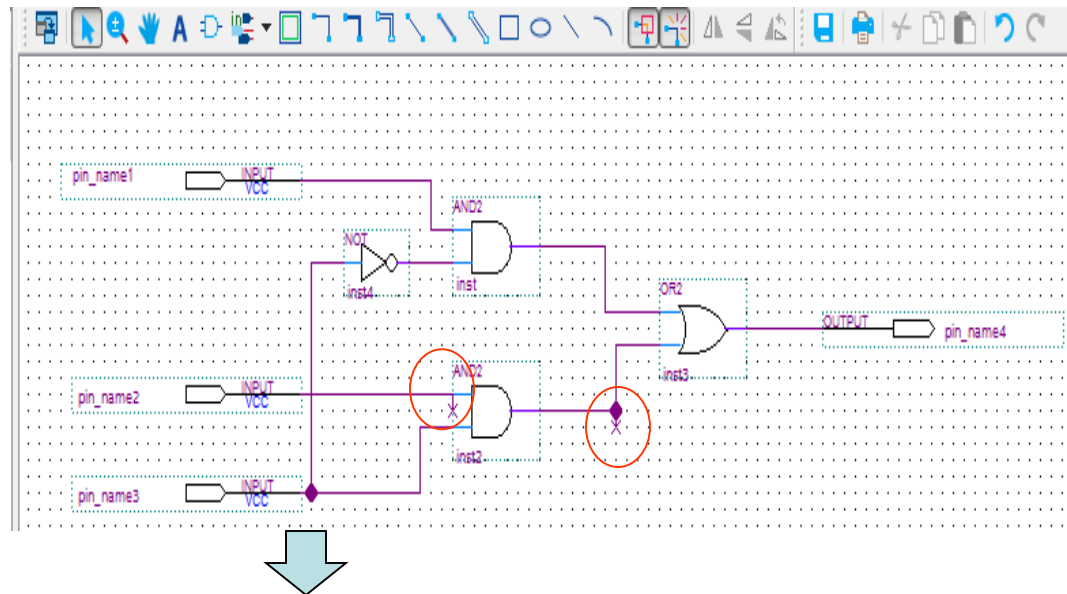 A
in
pin_name1
INPUT
VCC
AND2
NOT
inst
inst4
OR2
OUTPUT
pin_name4
inst3
AND2
pin_name2
INPUT
VCC
inst2
pin_name3
INPUT
VCC